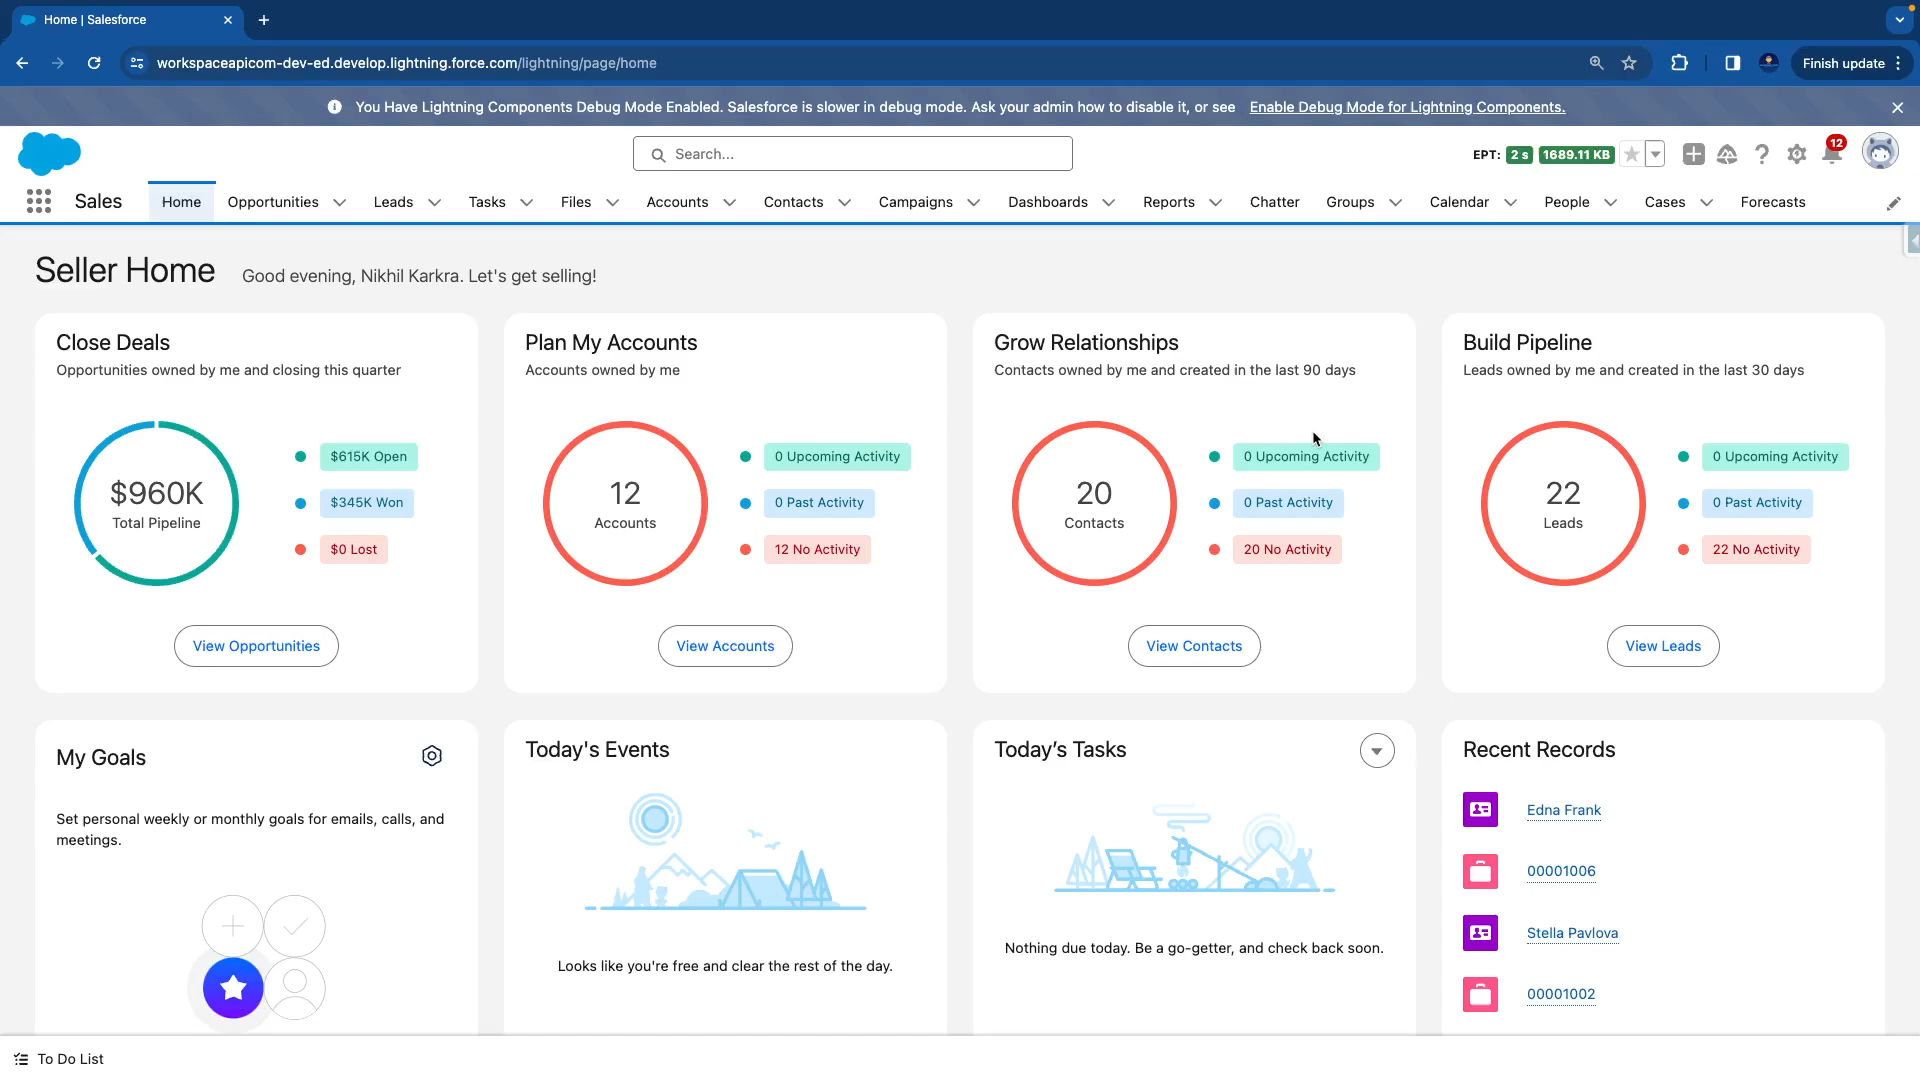 Home | Salesforce
workspaceapicom-dev-ed.develop.lightning.force.com/lightning/page/home
Finish update
You Have Lightning Components Debug Mode Enabled. Salesforce is slower in debug mode. Ask your admin how to disable it, or see Enable Debug Mode for Lightning Components.
Search...
EPT: 2 s 1689.11 KB
12
Sales
Home
Opportunities
Leads
Tasks
Files
Accounts
Contacts
Campaigns
Dashboards
Reports
Chatter
Groups
Calendar
People
Cases
Forecasts
Seller Home
Good evening, Nikhil Karkra. Let's get selling!
Close Deals
Opportunities owned by me and closing this quarter
$960K
Total Pipeline
$615K Open
$345K Won
$0 Lost
View Opportunities
Plan My Accounts
Accounts owned by me
12
Accounts
0 Upcoming Activity
0 Past Activity
12 No Activity
View Accounts
Grow Relationships
Contacts owned by me and created in the last 90 days
20
Contacts
0 Upcoming Activity
0 Past Activity
20 No Activity
View Contacts
Build Pipeline
Leads owned by me and created in the last 30 days
22
Leads
0 Upcoming Activity
0 Past Activity
22 No Activity
View Leads
My Goals
Set personal weekly or monthly goals for emails, calls, and
meetings.
Today's Events
Looks like you're free and clear the rest of the day.
Today's Tasks
Nothing due today. Be a go-getter, and check back soon.
Recent Records
Edna Frank
00001006
Stella Pavlova
00001002
To Do List